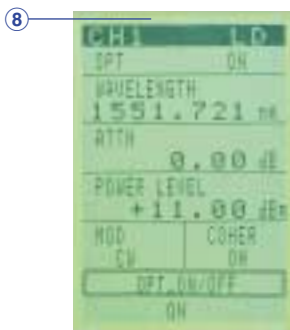 8
CH1 LD
OPT ON
WAVELENGTH
1551.721 nm
ATTN
0.00 dB
POWER LEVEL
+11.00 dBm
MOD COHER
CW ON
OPT.ON/OFF
ON